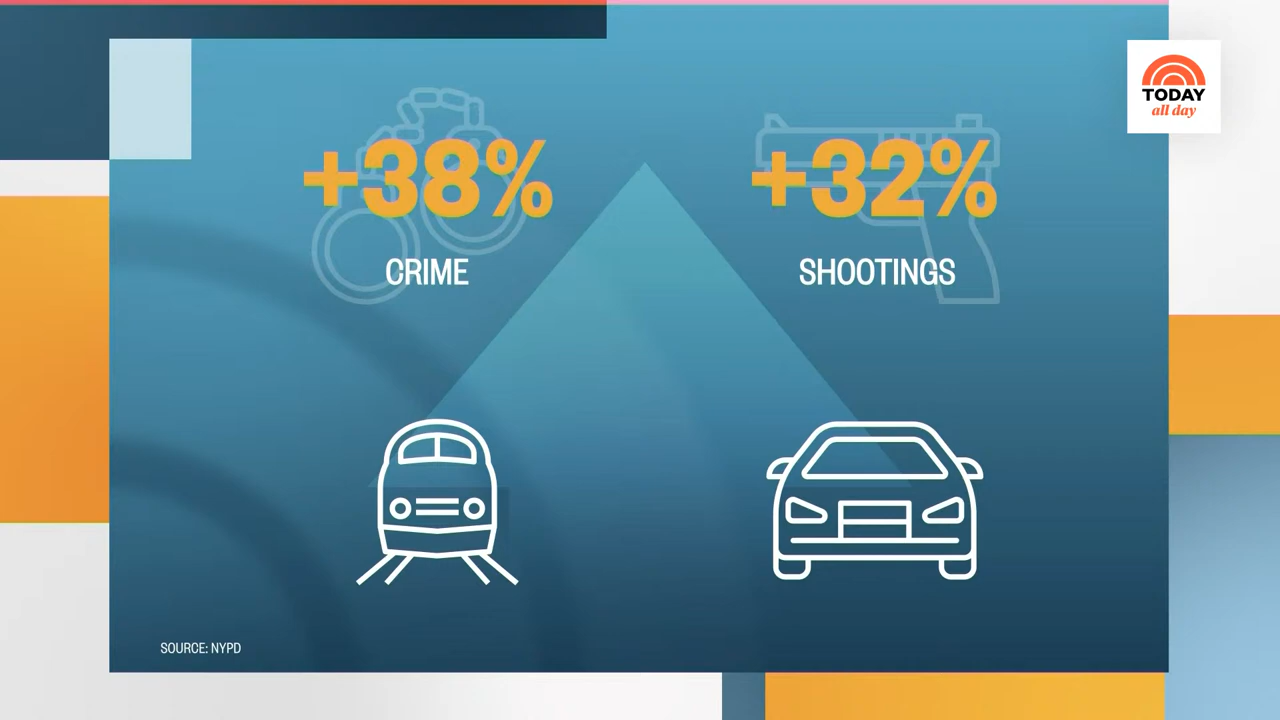 +38%
CRIME
+32%
SHOOTINGS
SOURCE: NYPD
TODAY
all day